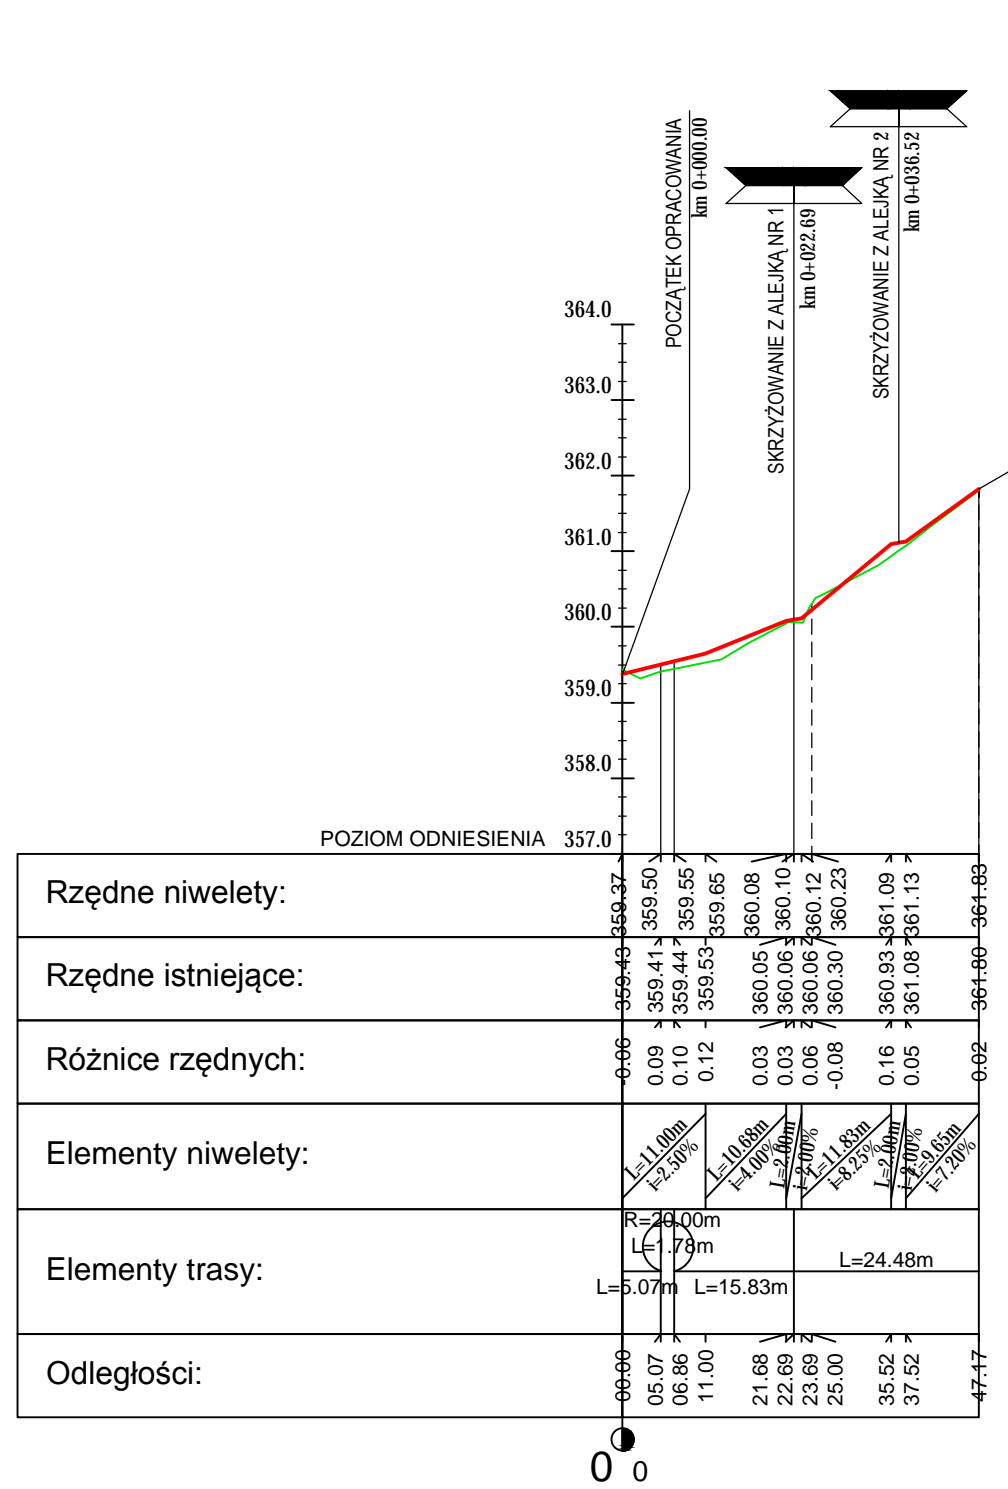 POCZĄTEK OPRACOWANIA
km 0+000.00
SKRZYŻOWANIE Z ALEJKĄ NR 1
km 0+022.69
SKRZYŻOWANIE Z ALEJKĄ NR 2
km 0+036.52
364.0
363.0
362.0
361.0
360.0
359.0
358.0
POZIOM ODNIESIENIA 357.0
Rzędne niwelety: 359.37 359.50 359.55 359.65 360.08 360.10 360.12 360.23 361.09 361.13 361.83
Rzędne istniejące: 359.43 359.41 359.44 359.53 360.05 360.06 360.06 360.30 360.93 361.08 361.80
Różnice rzędnych: -0.06 0.09 0.10 0.12 0.03 0.03 0.06 -0.08 0.16 0.05 0.02
Elementy niwelety:
L=11.00m
i=2.50%
L=10.68m
i=4.00%
L=2.00m
i=2.00%
L=11.83m
i=8.25%
L=2.00m
L=9.65m
i=7.20%
Elementy trasy:
R=20.00m
L=1.78m
L=5.07m L=15.83m
L=24.48m
Odległości: 00.00 05.07 06.86 11.00 21.68 22.69 23.69 25.00 35.52 37.52 47.17
0 0